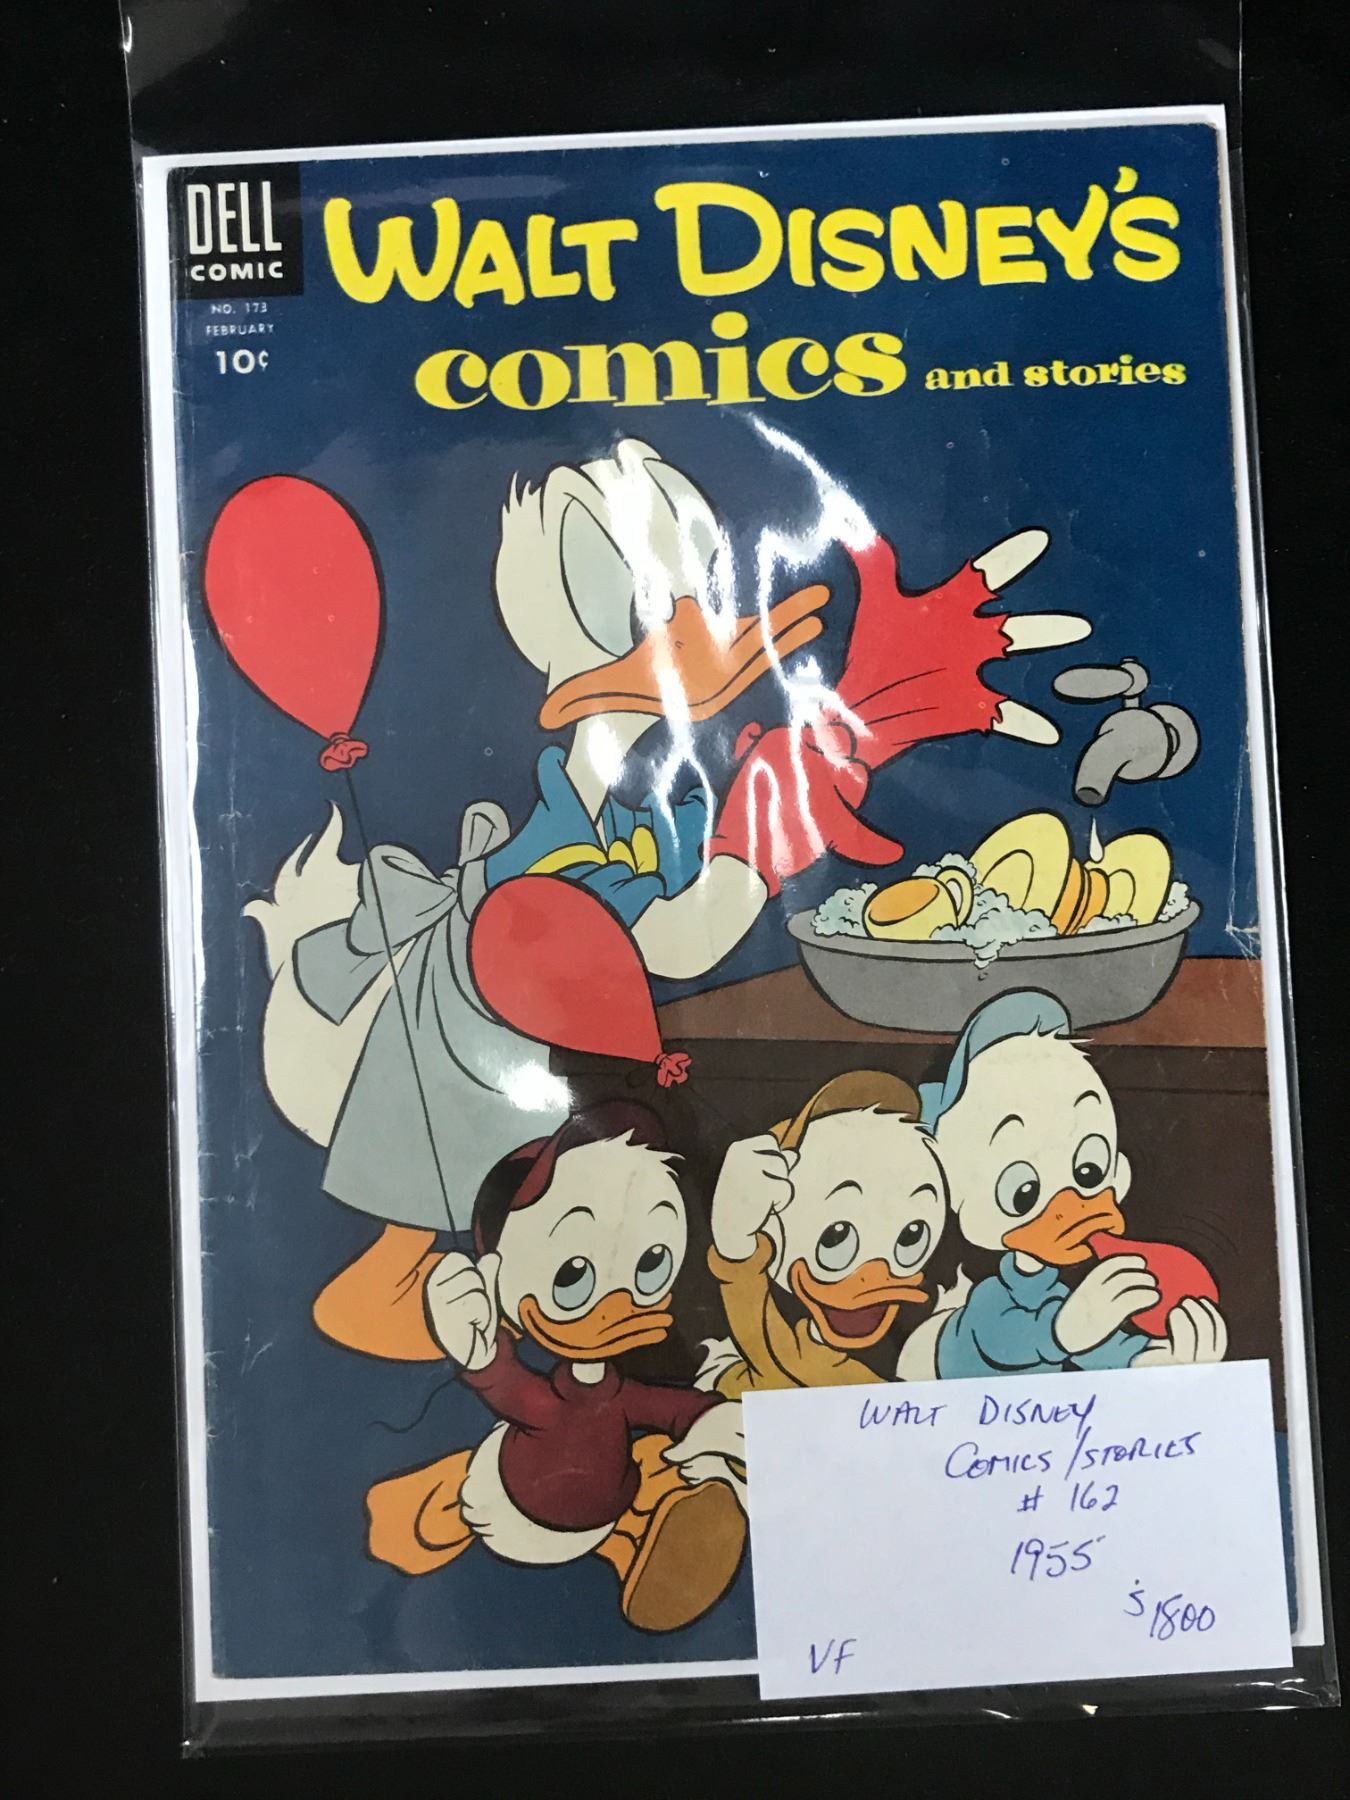 DELL
COMIC
NO. 173
FEBRUARY
10¢
WALT DISNEY'S
comics and stories
WALT DISNEY
COMICS/STORIES
# 162
1955
$1800
VF